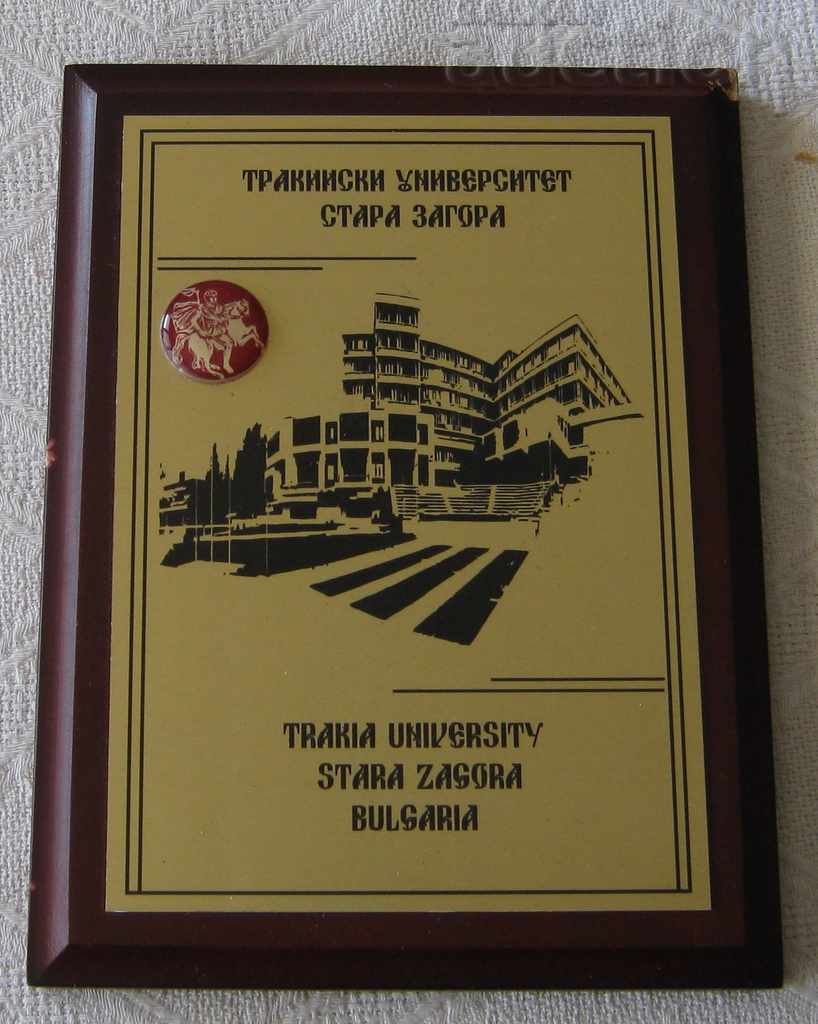 ТРАКИЙСКИ УНИВЕРСИТЕТ
СТАРА ЗАГОРА
TRAKIA UNIVERSITY
STARA ZAGORA
BULGARIA